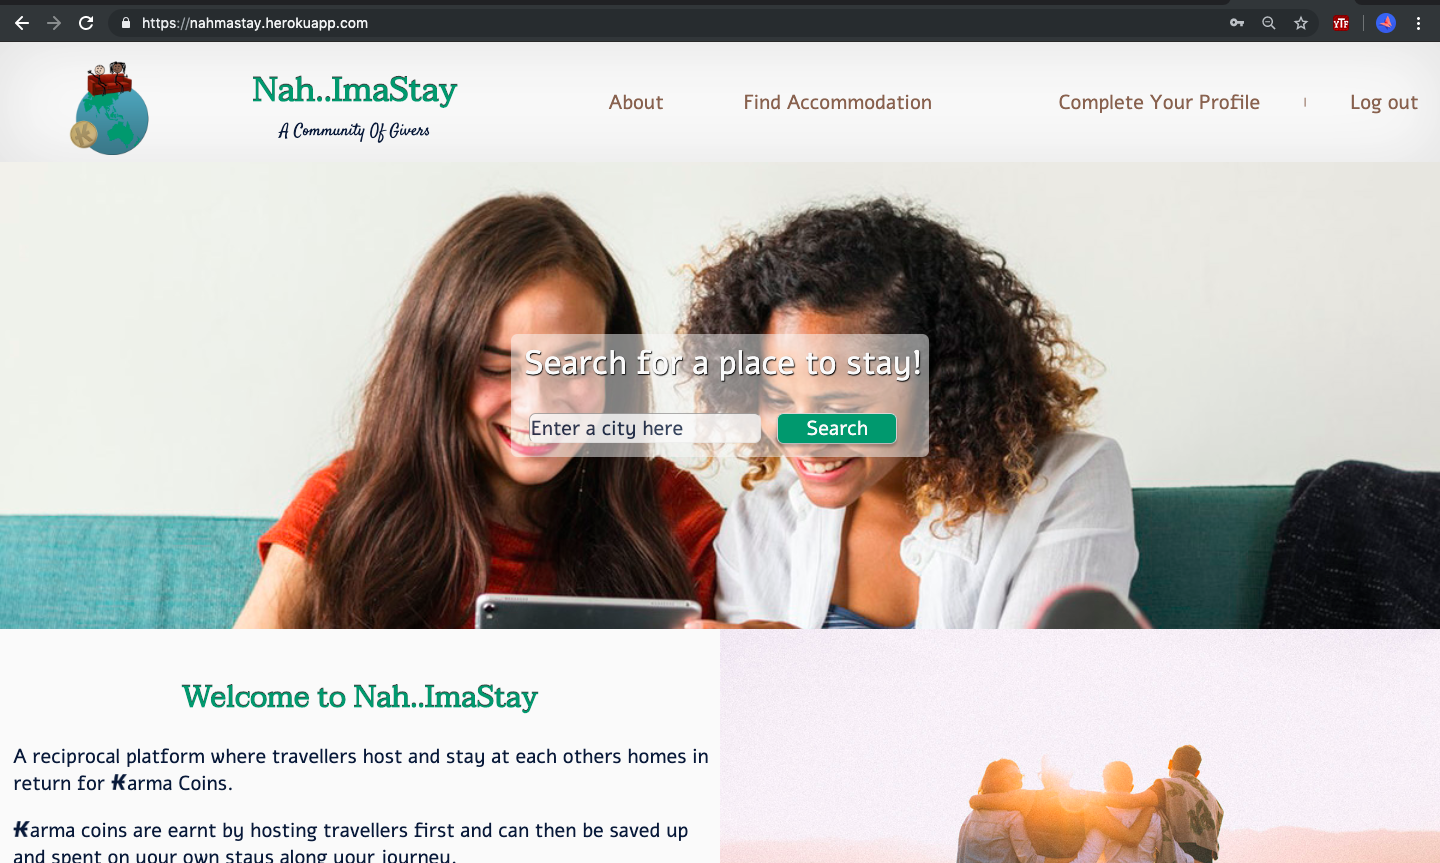 https://nahmastay.herokuapp.com
YTP
Nah..ImaStay
A Community Of Givers
About
Find Accommodation
Complete Your Profile
Log out
Search for a place to stay!
Enter a city here
Search
Welcome to Nah..ImaStay
A reciprocal platform where travellers host and stay at each others homes in
return for Karma Coins.
Karma coins are earnt by hosting travellers first and can then be saved up
and spent on your own stays along your journey.